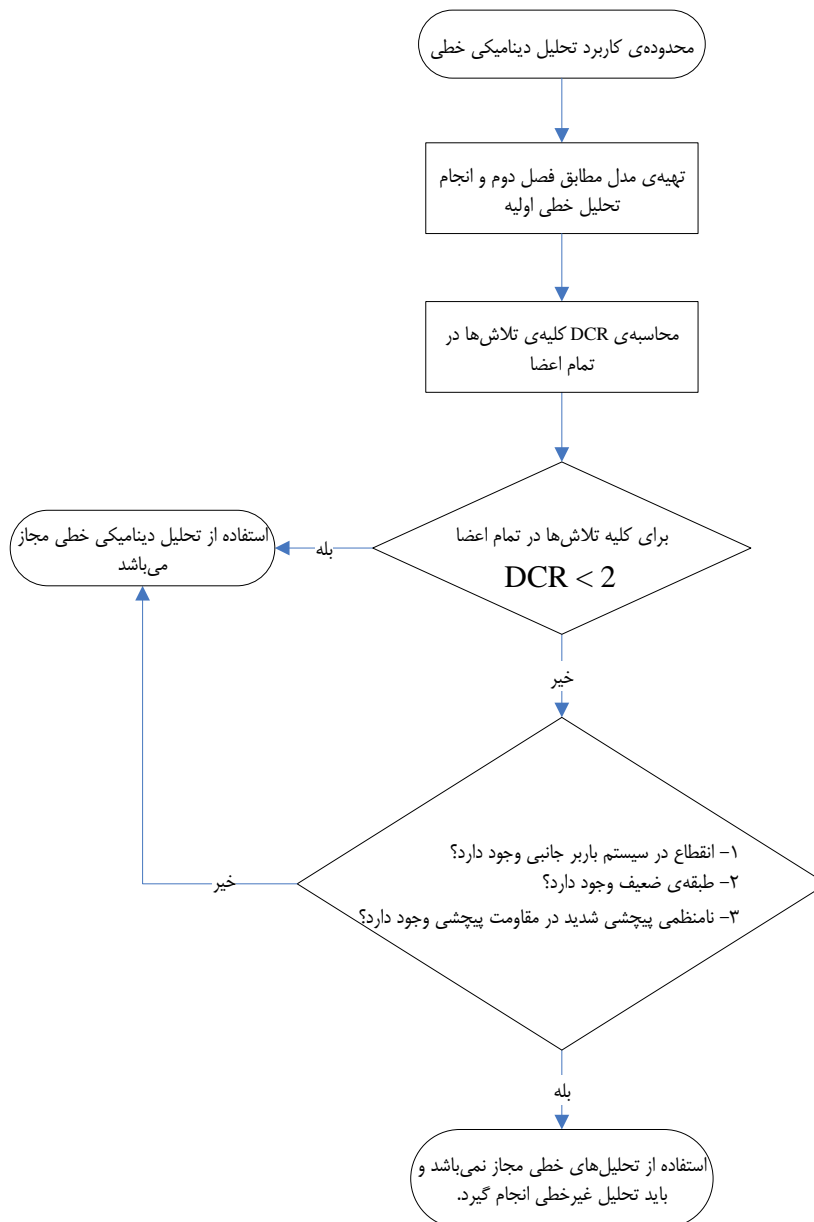 محدوده‌ی کاربرد تحلیل دینامیکی خطی
تهیه‌ی مدل مطابق فصل دوم و انجام
تحلیل خطی اولیه
محاسبه‌ی DCR کلیه‌ی تلاش‌ها در
تمام اعضا
برای کلیه تلاش‌ها در تمام اعضا
DCR < 2
بله
استفاده از تحلیل دینامیکی خطی مجاز
می‌باشد
خیر
۱- انقطاع در سیستم باربر جانبی وجود دارد؟
۲- طبقه‌ی ضعیف وجود دارد؟
۳- نامنظمی پیچشی شدید در مقاومت پیچشی وجود دارد؟
خیر
بله
استفاده از تحلیل‌های خطی مجاز نمی‌باشد و
باید تحلیل غیرخطی انجام گیرد.